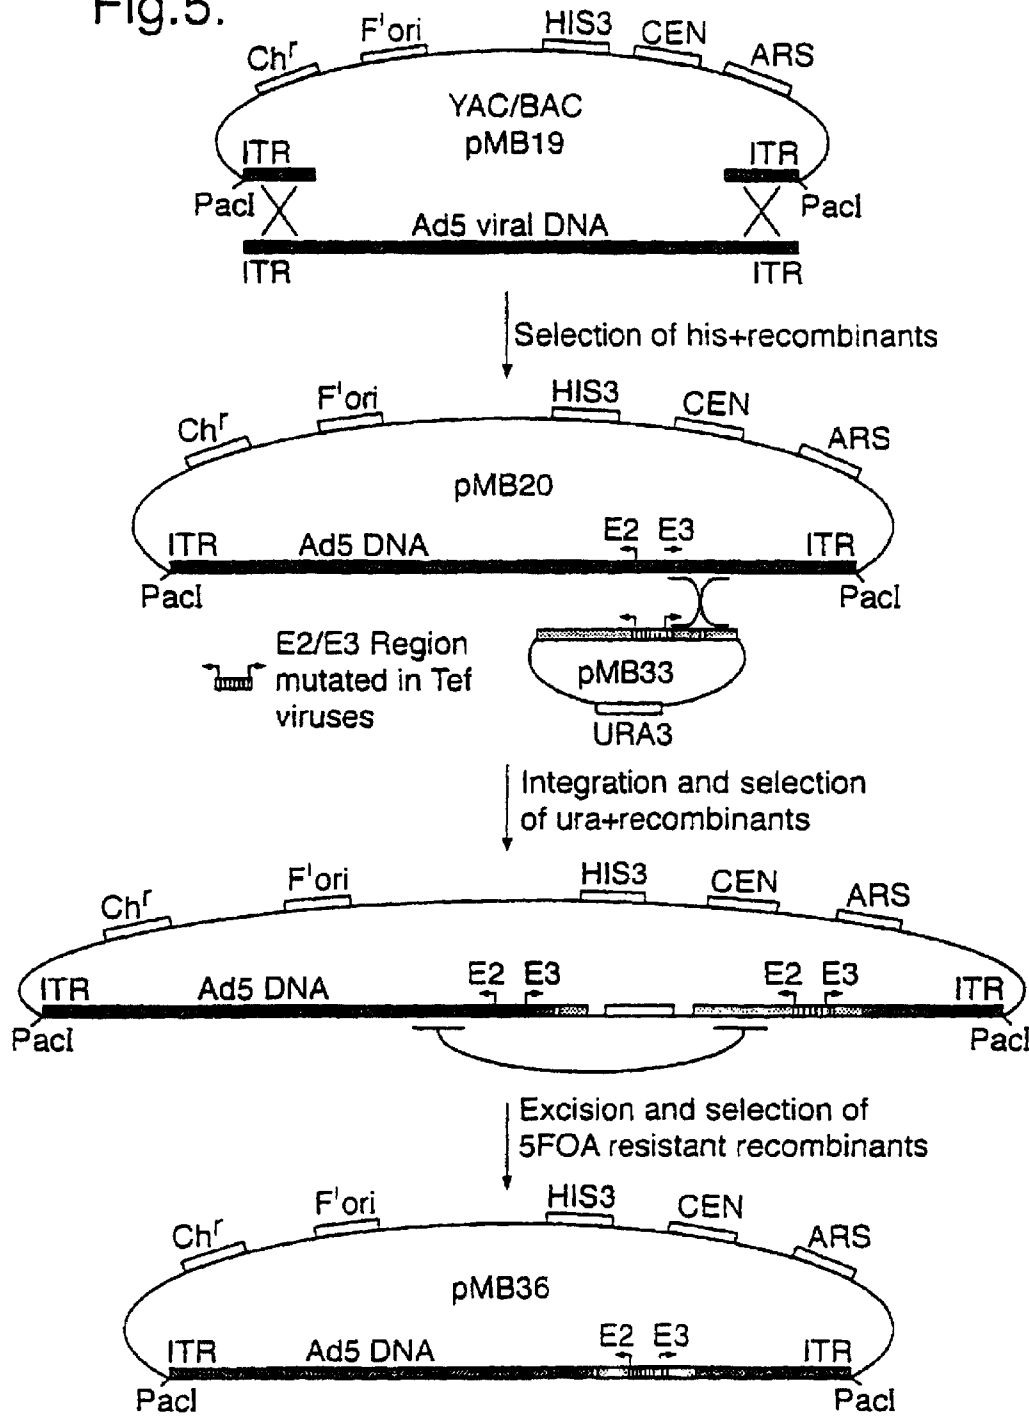 Fig.5.
Chʳ
F'ori
HIS3
CEN
ARS
YAC/BAC
pMB19
ITR
ITR
PacI
PacI
Ad5 viral DNA
ITR
ITR
Selection of his+recombinants
Chʳ
F'ori
HIS3
CEN
ARS
pMB20
ITR
Ad5 DNA
E2
E3
ITR
PacI
PacI
E2/E3 Region
mutated in Tef
viruses
pMB33
URA3
Integration and selection
of ura+recombinants
Chʳ
F'ori
HIS3
CEN
ARS
ITR
Ad5 DNA
E2
E3
E2
E3
ITR
PacI
PacI
Excision and selection of
5FOA resistant recombinants
Chʳ
F'ori
HIS3
CEN
ARS
pMB36
ITR
Ad5 DNA
E2
E3
ITR
PacI
PacI